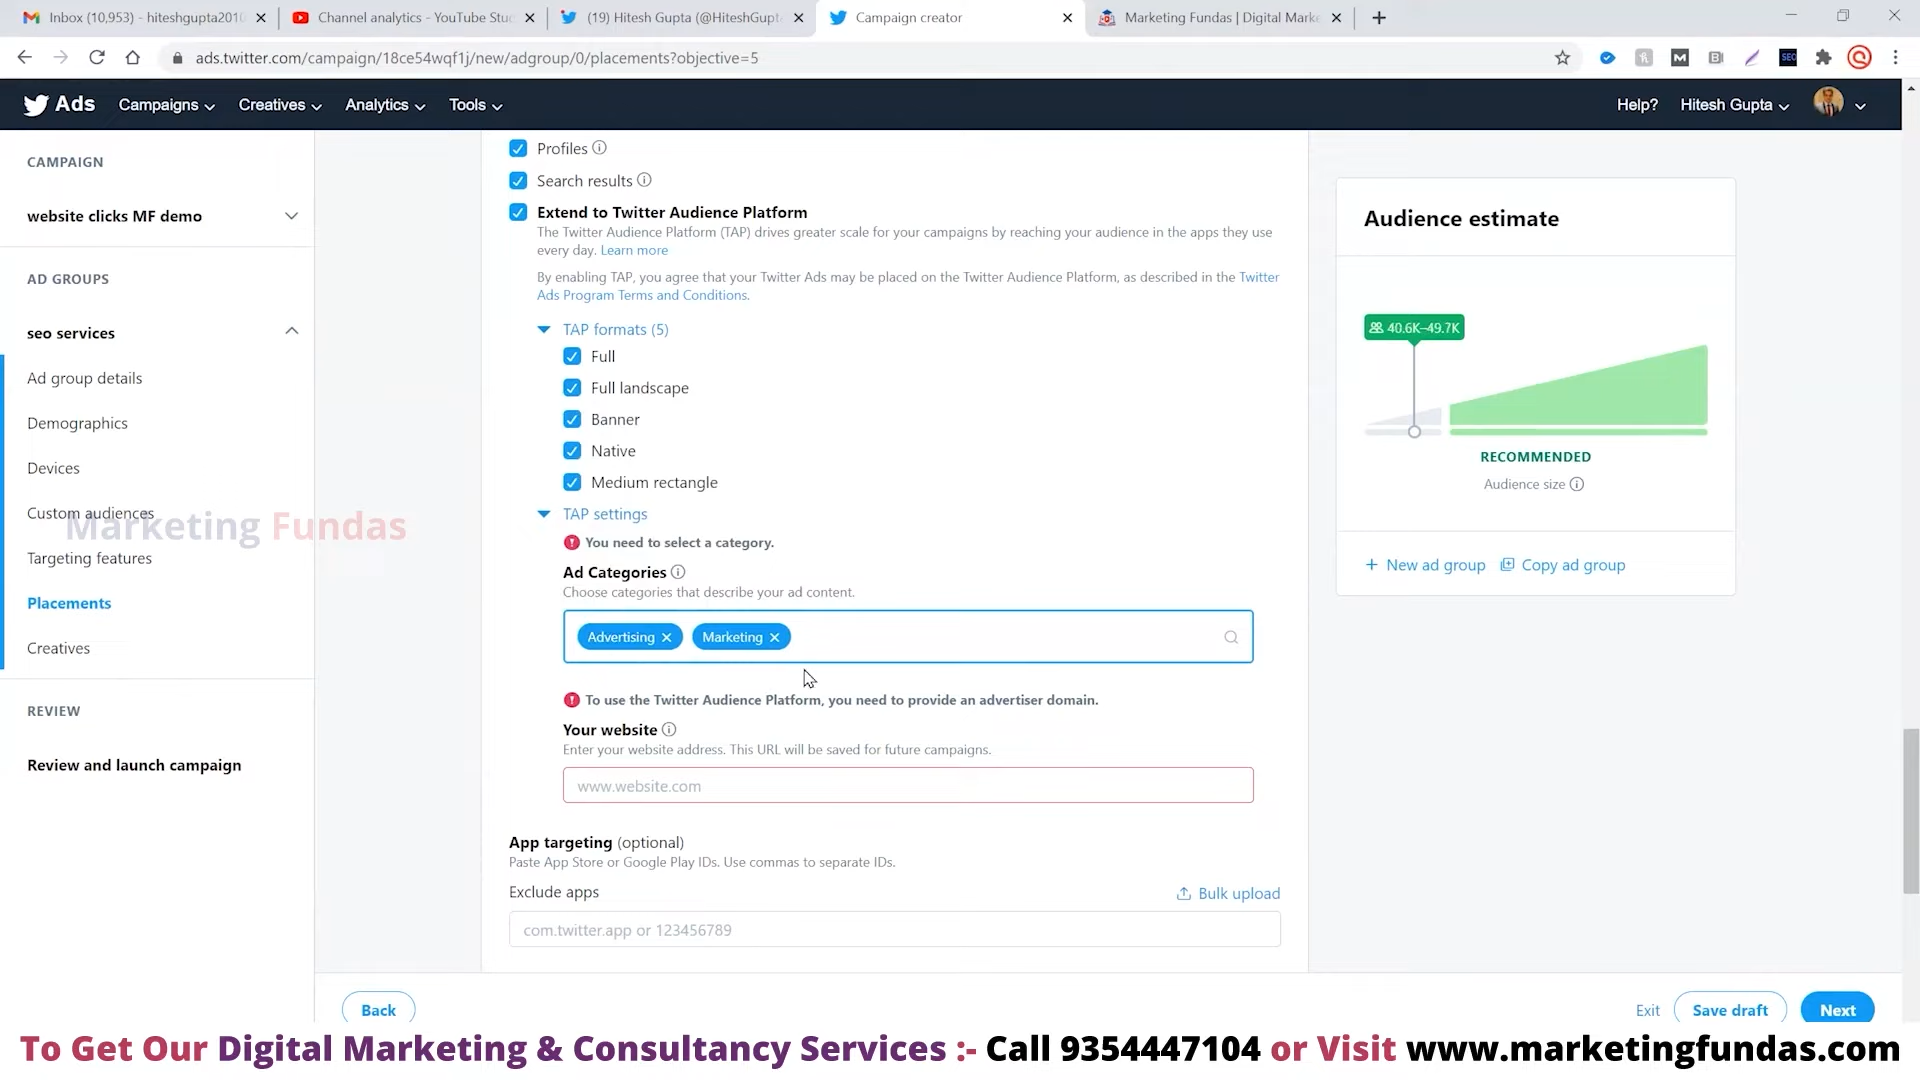 Inbox (10,953) - hiteshgupta2010
Channel analytics - YouTube Stu
(19) Hitesh Gupta (@HiteshGupt
Campaign creator
Marketing Fundas | Digital Marke
ads.twitter.com/campaign/18ce54wqf1j/new/adgroup/0/placements?objective=5
Ads Campaigns Creatives Analytics Tools Help? Hitesh Gupta
CAMPAIGN
website clicks MF demo
AD GROUPS
seo services
Ad group details
Demographics
Devices
Custom audiences
Targeting features
Placements
Creatives
REVIEW
Review and launch campaign
Marketing Fundas
Profiles
Search results
Extend to Twitter Audience Platform
The Twitter Audience Platform (TAP) drives greater scale for your campaigns by reaching your audience in the apps they use
every day. Learn more
By enabling TAP, you agree that your Twitter Ads may be placed on the Twitter Audience Platform, as described in the Twitter
Ads Program Terms and Conditions.
TAP formats (5)
Full
Full landscape
Banner
Native
Medium rectangle
TAP settings
You need to select a category.
Ad Categories
Choose categories that describe your ad content.
Advertising Marketing
To use the Twitter Audience Platform, you need to provide an advertiser domain.
Your website
Enter your website address. This URL will be saved for future campaigns.
www.website.com
App targeting (optional)
Paste App Store or Google Play IDs. Use commas to separate IDs.
Exclude apps
Bulk upload
com.twitter.app or 123456789
Audience estimate
40.6K–49.7K
RECOMMENDED
Audience size
New ad group
Copy ad group
Back
Exit
Save draft
Next
To Get Our Digital Marketing & Consultancy Services :- Call 9354447104 or Visit www.marketingfundas.com